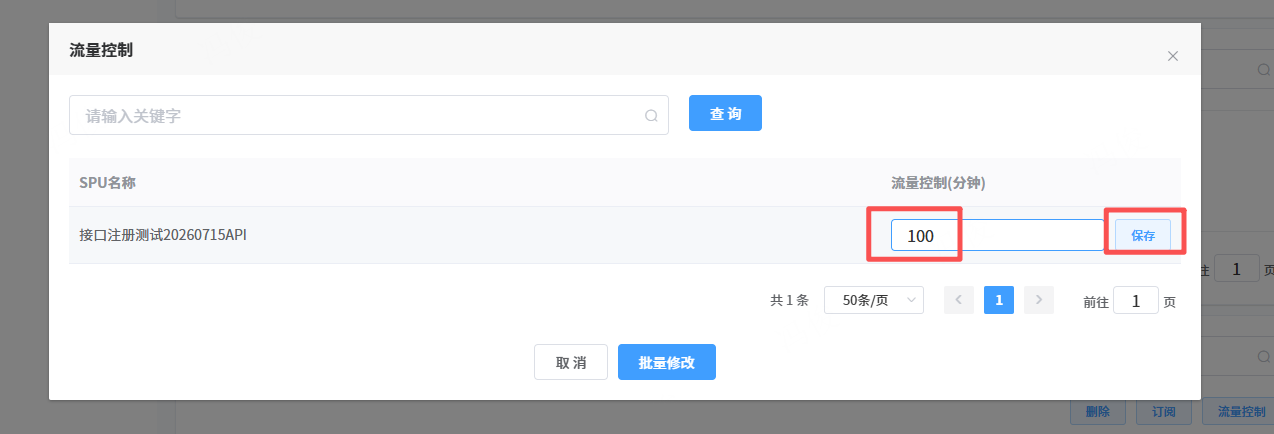 流量控制
请输入关键字
查 询
SPU名称 流量控制(分钟)
接口注册测试20260715API 100 保存
共 1 条 50条/页 1 前往 1 页
取 消 批量修改
往 1 页
删除 订阅 流量控制